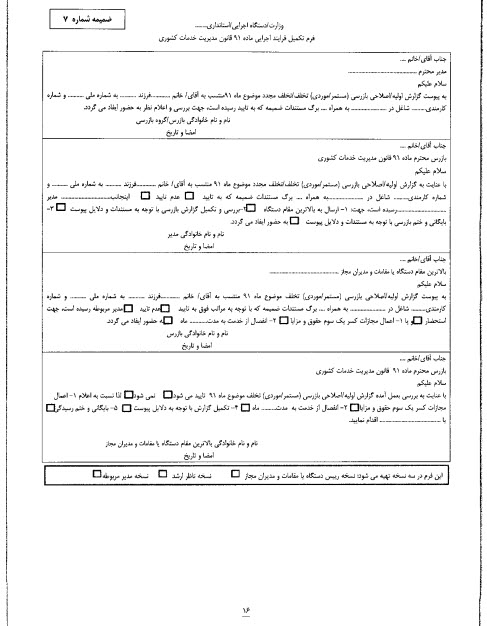 ضمیمه شماره ۷
وزارت/دستگاه اجرایی/استانداری........
فرم تکمیل فرایند اجرایی ماده ۹۱ قانون مدیریت خدمات کشوری
جناب آقای/خانم ...
مدیر محترم ................................
سلام علیکم
به پیوست گزارش اولیه/اصلاحی بازرسی (مستمر/موردی) تخلف/تخلف مجدد موضوع ماه ۹۱ منتسب به آقای/ خانم ............فرزند ......... به شماره ملی ......... و شماره
کارمندی........ شاغل در ................... به همراه ... برگ مستندات ضمیمه که به تایید رسیده است، جهت بررسی و اعلام نظر به حضور ایفاد می گردد.
نام و نام خانوادگی بازرس/گروه بازرسی
امضا و تاریخ
جناب آقای/خانم ...
بازرس محترم ماده ۹۱ قانون مدیریت خدمات کشوری
سلام علیکم
با عنایت به گزارش اولیه/اصلاحی بازرسی (مستمر/موردی) تخلف/تخلف مجدد موضوع ماه ۹۱ منتسب به آقای/ خانم ............فرزند ......... به شماره ملی ......... و
شماره کارمندی......... شاغل در ...................به همراه ... برگ مستندات ضمیمه که به تایید □ عدم تایید □ اینجانب.................... مدیر
.........................رسیده است، جهت: ۱- ارسال به بالاترین مقام دستگاه □ ۲-بررسی و تکمیل گزارش بازرسی با توجه به مستندات و دلایل پیوست □ ۳-
بایگانی و ختم بازرسی با توجه به مستندات و دلایل پیوست □ به حضور ایفاد می گردد.
نام و نام خانوادگی مدیر
امضا و تاریخ
جناب آقای/خانم ...
بالاترین مقام دستگاه یا مقامات و مدیران مجاز ................................
سلام علیکم
به پیوست گزارش اولیه/اصلاحی بازرسی (مستمر/موردی) تخلف موضوع ماه ۹۱ منتسب به آقای/ خانم ............فرزند ......... به شماره ملی ......... و شماره
کارمندی......... شاغل در ................... به همراه ... برگ مستندات ضمیمه که با توجه به مراتب فوق به تایید □ عدم تایید □ مدیر مربوطه رسیده است، جهت
استحضار □ و یا ۱- اعمال مجازات کسر یک سوم حقوق و مزایا □ ۲- انفصال از خدمت به مدت........... ماه □ به حضور ایفاد می گردد.
نام و نام خانوادگی بازرس
امضا و تاریخ
جناب آقای/خانم ...
بازرس محترم ماده ۹۱ قانون مدیریت خدمات کشوری
سلام علیکم
با عنایت به بررسی بعمل آمده گزارش اولیه/اصلاحی بازرسی (مستمر/موردی) تخلف موضوع ماه ۹۱ تایید می شود □ نمی شود □ لذا نسبت به اعلام ۱- اعمال
مجازات کسر یک سوم حقوق و مزایا □ ۲- انفصال از خدمت به مدت........... ماه □ ۴- تکمیل گزارش با توجه به دلایل پیوست □ ۵- بایگانی و ختم رسیدگی □
با ..................... اقدام نمایید.
نام و نام خانوادگی بالاترین مقام دستگاه یا مقامات و مدیران مجاز
امضا و تاریخ
این فرم در سه نسخه تهیه می شود: نسخه رییس دستگاه یا مقامات و مدیران مجاز □ نسخه ناظر ارشد □ نسخه مدیر مربوطه □
۱۶